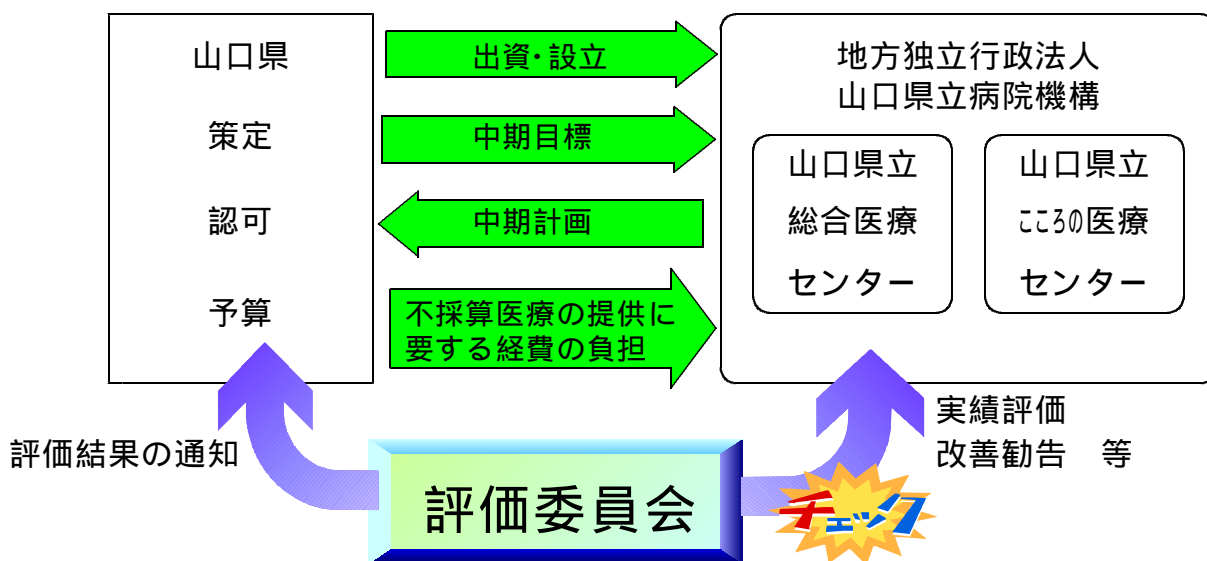 山口県
策定
認可
予算
出資・設立
中期目標
中期計画
不採算医療の提供に
要する経費の負担
地方独立行政法人
山口県立病院機構
山口県立
総合医療
センター
山口県立
こころの医療
センター
評価結果の通知
評価委員会
チェック
実績評価
改善勧告　等